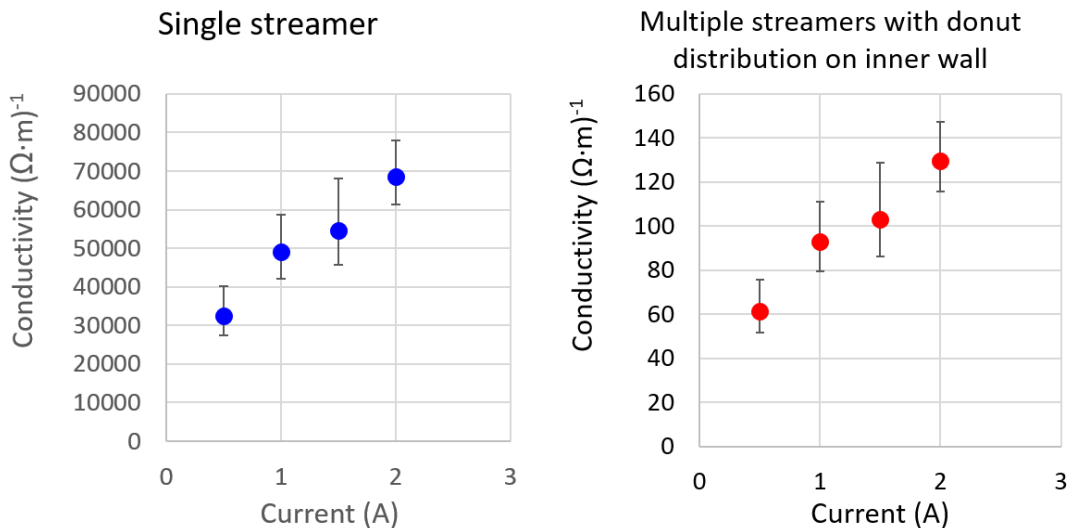 Single streamer
Conductivity (Ω·m)⁻¹
90000
80000
70000
60000
50000
40000
30000
20000
10000
0
0 1 2 3
Current (A)
Multiple streamers with donut
distribution on inner wall
Conductivity (Ω·m)⁻¹
160
140
120
100
80
60
40
20
0
0 1 2 3
Current (A)